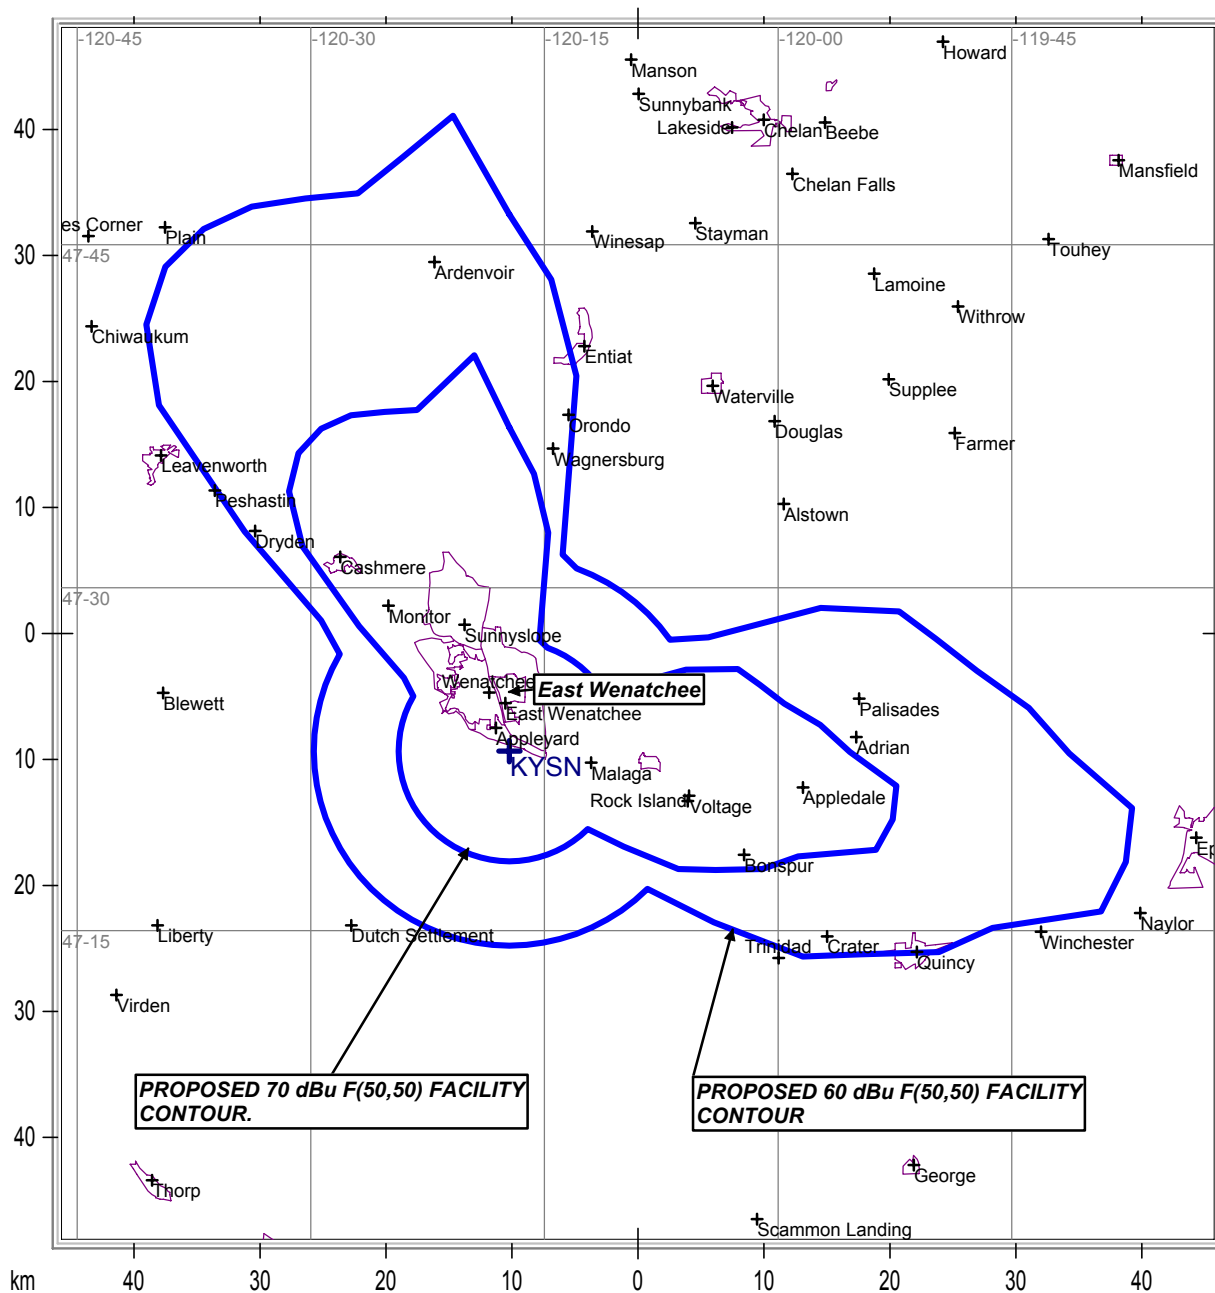 -120-45
-120-30
-120-15
-120-00
-119-45
Howard
Manson
Sunnybank
Lakeside
Chelan
Beebe
40
Mansfield
Chelan Falls
es Corner
Plain
Winesap
Stayman
Touhey
47-45
30
Ardenvoir
Lamoine
Withrow
Chiwaukum
Entiat
20
Waterville
Supplee
Orondo
Douglas
Farmer
Leavenworth
Wagnersburg
10
Peshastin
Alstown
Dryden
Cashmere
47-30
Monitor
0
Sunnyslope
Wenatchee
East Wenatchee
Blewett
East Wenatchee
Palisades
Appleyard
Adrian
10
KYSN
Malaga
Rock Island
Voltage
Appledale
Ep
Bonspur
20
Naylor
47-15
Liberty
Dutch Settlement
Trinidad
Crater
Winchester
Quincy
30
Virden
PROPOSED 70 dBu F(50,50) FACILITY
CONTOUR.
PROPOSED 60 dBu F(50,50) FACILITY
CONTOUR
40
Thorp
George
Scammon Landing
km
40
30
20
10
0
10
20
30
40